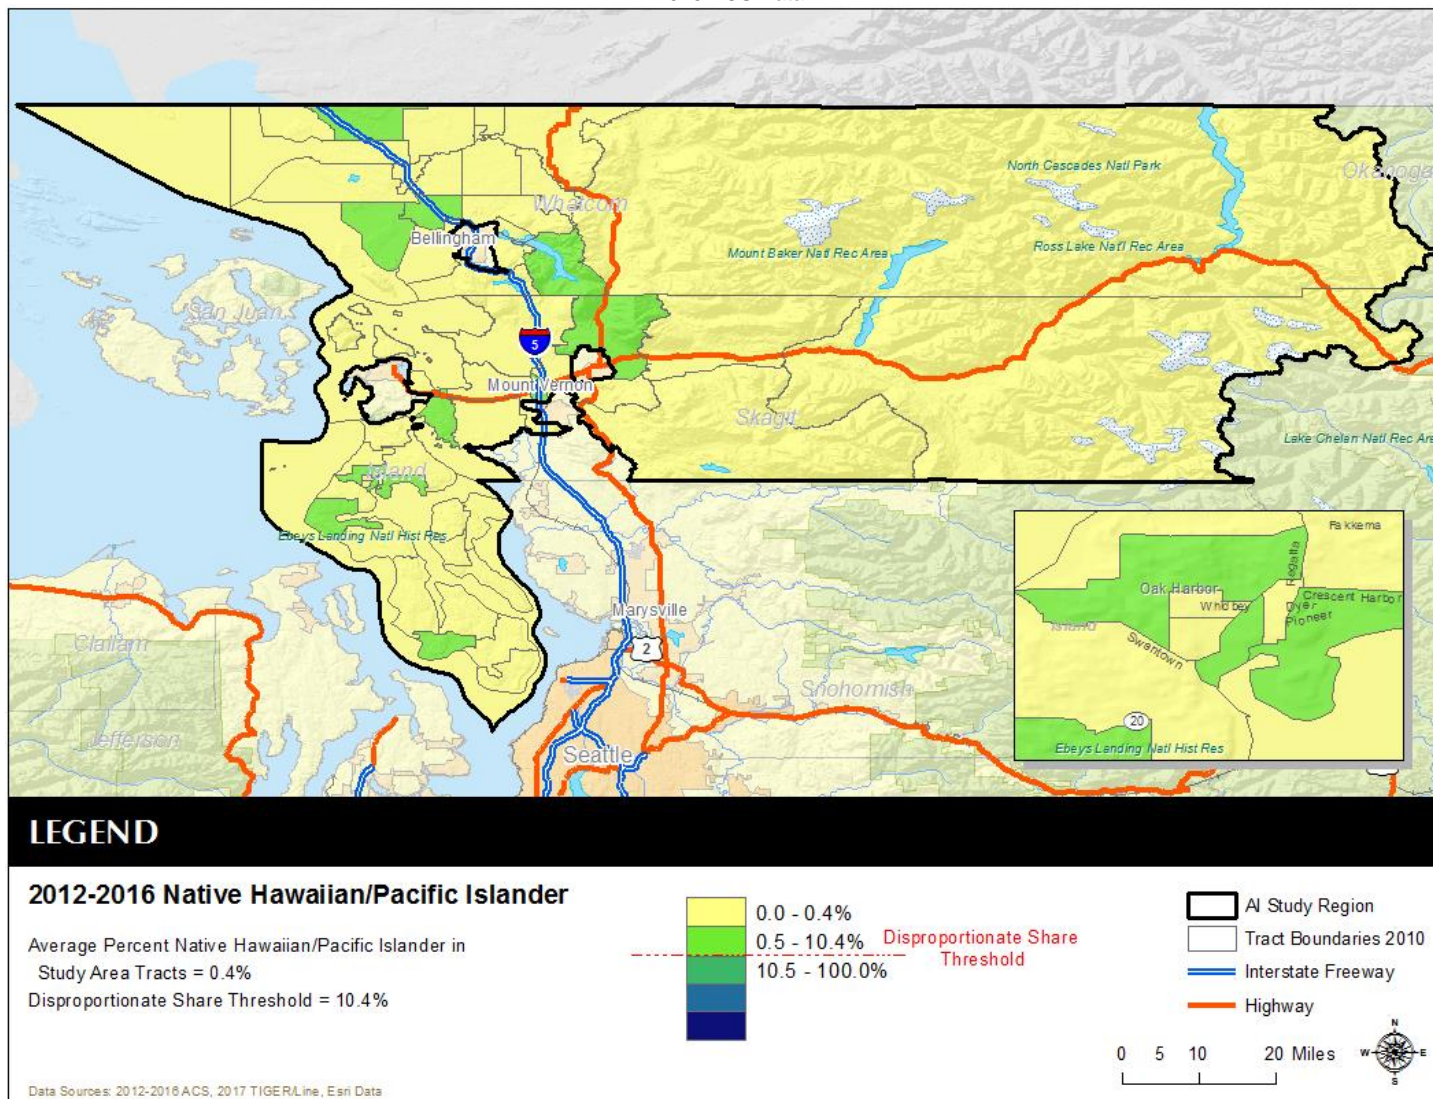 Whatcom
North Cascades Natl Park
Okanoga
Bellingham
Mount Baker Natl Rec Area
Ross Lake Nat'l Rec Area
San Juan
5
Mount Vernon
Skagit
Lake Chelan Natl Rec Are
Island
Ebeys Landing Natl Hist Res
Marysville
2
Clallam
Snohomish
Jefferson
Seattle
Fakkema
Regatta
Oak Harbor
Crescent Harbor
Whidbey
Dyer
Pioneer
Island
Swantown
20
Ebeys Landing Natl Hist Res
LEGEND
2012-2016 Native Hawaiian/Pacific Islander
Average Percent Native Hawaiian/Pacific Islander in
Study Area Tracts = 0.4%
Disproportionate Share Threshold = 10.4%
0.0 - 0.4%
0.5 - 10.4%
10.5 - 100.0%
Disproportionate Share
Threshold
AI Study Region
Tract Boundaries 2010
Interstate Freeway
Highway
0 5 10 20 Miles
N
W E
S
Data Sources: 2012-2016 ACS, 2017 TIGER/Line, Esri Data